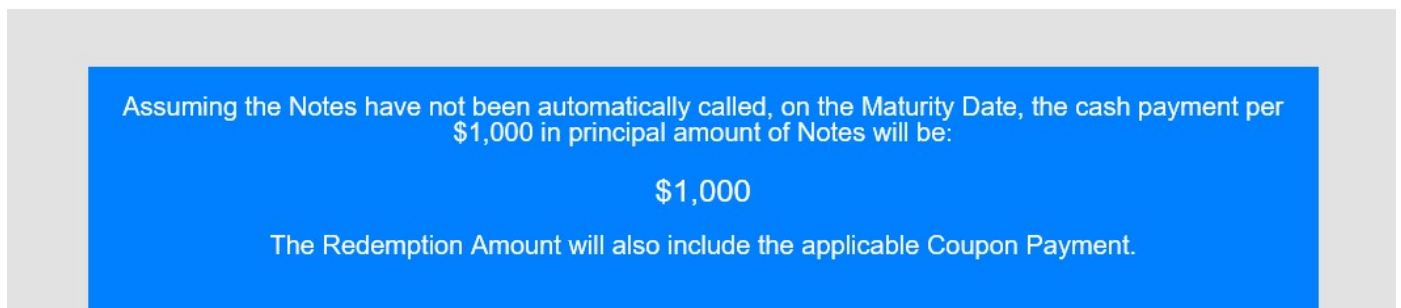 Assuming the Notes have not been automatically called, on the Maturity Date, the cash payment per
$1,000 in principal amount of Notes will be:
$1,000
The Redemption Amount will also include the applicable Coupon Payment.